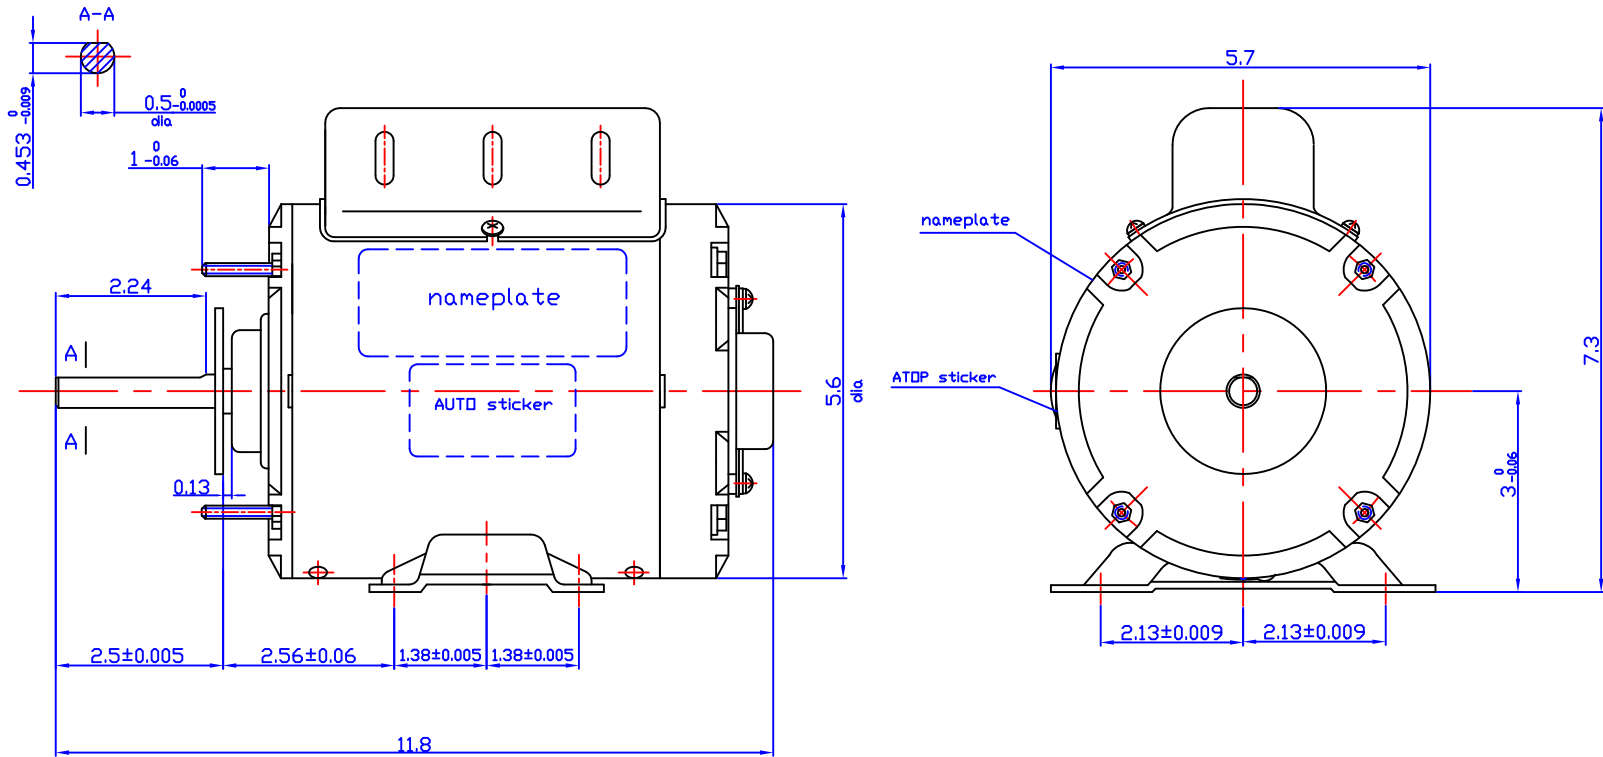 A-A
0
0.5-0.0005
dia
0
0.453 -0.009
0
1 -0.06
2.24
A
A
0.13
nameplate
AUTO sticker
5.6
dia
2.5±0.005
2.56±0.06
1.38±0.005
1.38±0.005
11.8
5.7
nameplate
ATOP sticker
7.3
0
3-0.06
2.13±0.009
2.13±0.009